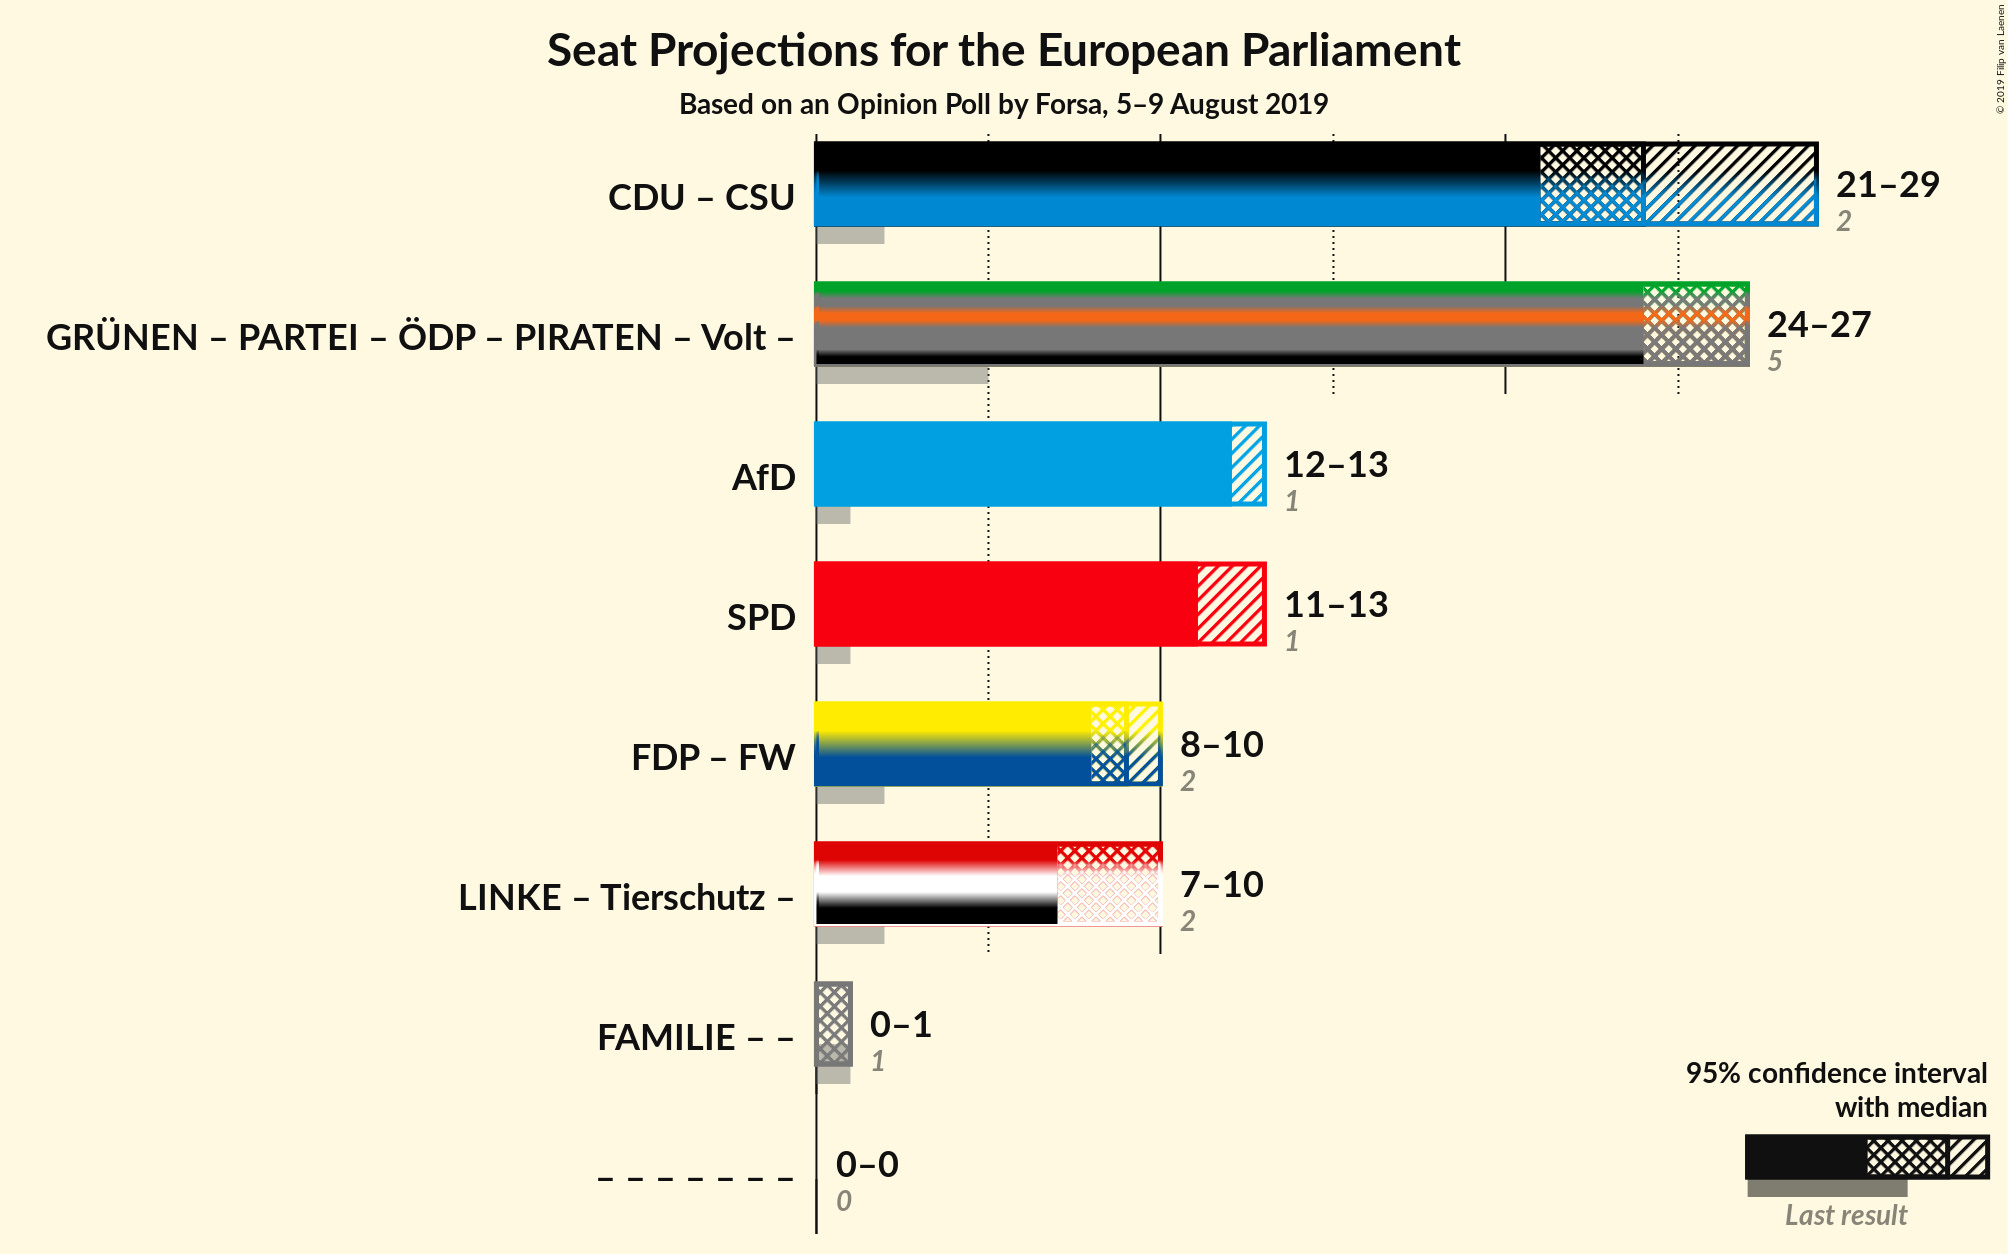 Seat Projections for the European Parliament
Based on an Opinion Poll by Forsa, 5–9 August 2019
© 2019 Filip van Laenen
CDU – CSU
21–29
2
GRÜNEN – PARTEI – ÖDP – PIRATEN – Volt –
24–27
5
AfD
12–13
1
SPD
11–13
1
FDP – FW
8–10
2
LINKE – Tierschutz –
7–10
2
FAMILIE – –
0–1
1
– – – – – – –
0–0
0
95% confidence interval
with median
Last result